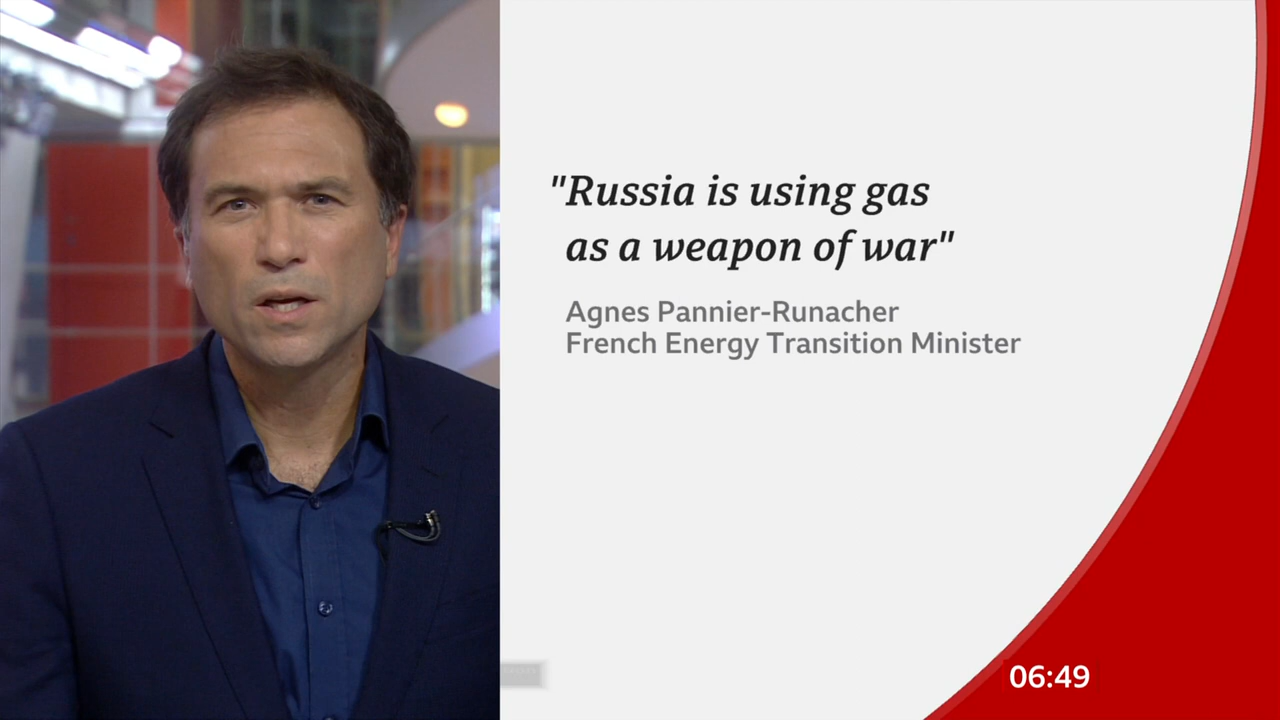 "Russia is using gas
as a weapon of war"
Agnes Pannier-Runacher
French Energy Transition Minister
06:49